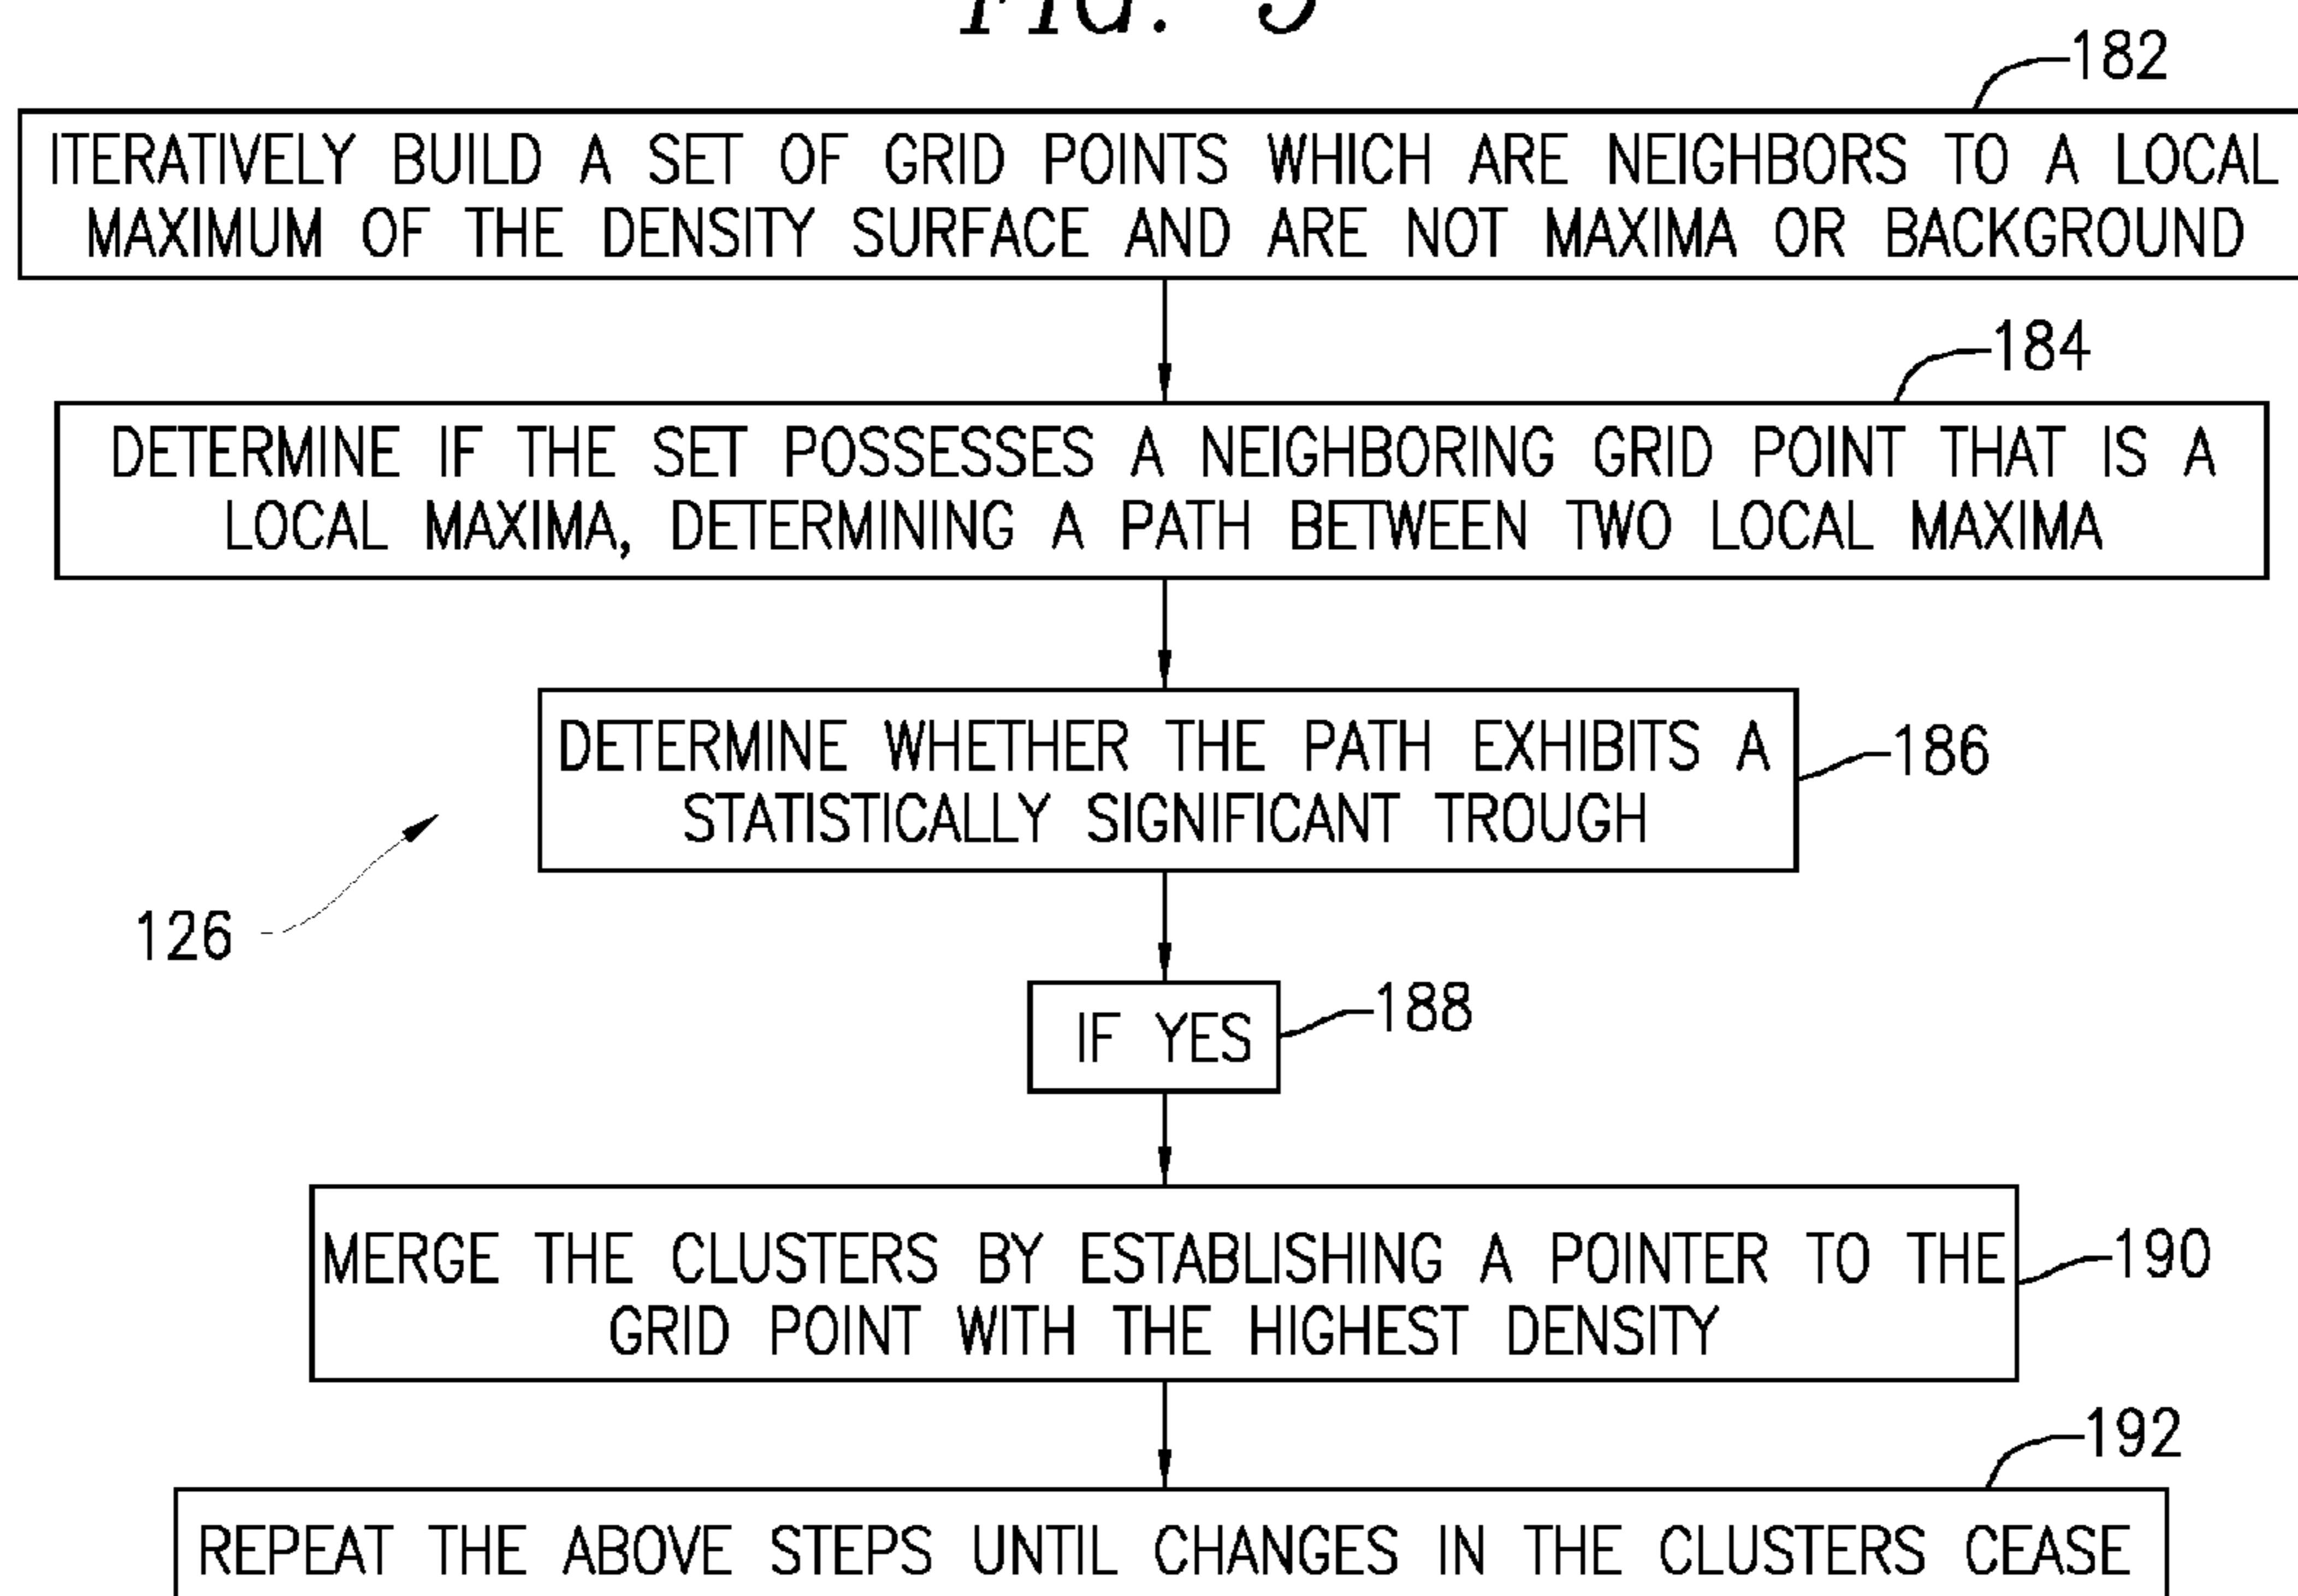 182
ITERATIVELY BUILD A SET OF GRID POINTS WHICH ARE NEIGHBORS TO A LOCAL
MAXIMUM OF THE DENSITY SURFACE AND ARE NOT MAXIMA OR BACKGROUND
184
DETERMINE IF THE SET POSSESSES A NEIGHBORING GRID POINT THAT IS A
LOCAL MAXIMA, DETERMINING A PATH BETWEEN TWO LOCAL MAXIMA
DETERMINE WHETHER THE PATH EXHIBITS A
STATISTICALLY SIGNIFICANT TROUGH
186
126
IF YES
188
MERGE THE CLUSTERS BY ESTABLISHING A POINTER TO THE
GRID POINT WITH THE HIGHEST DENSITY
190
192
REPEAT THE ABOVE STEPS UNTIL CHANGES IN THE CLUSTERS CEASE